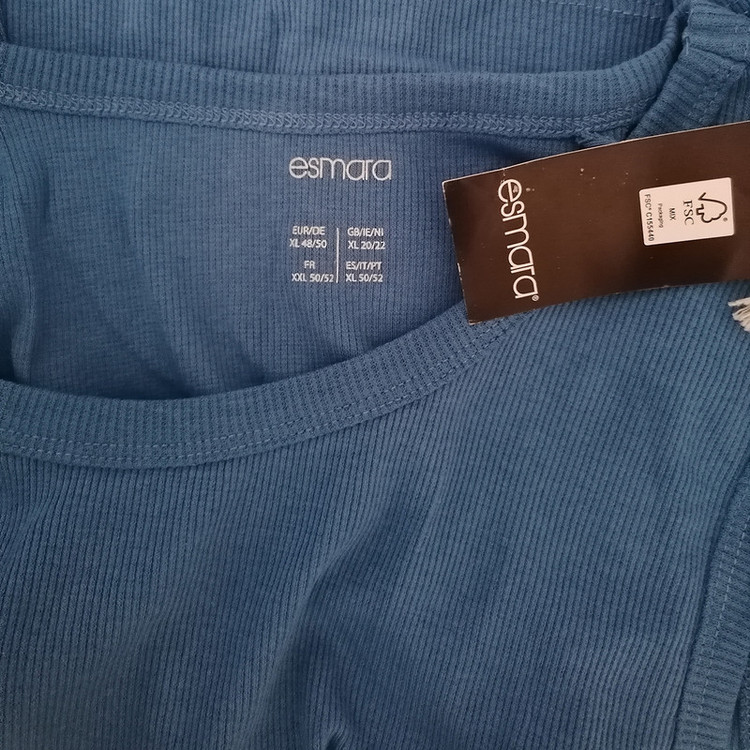 esmara
EUR/DE
XL 48/50
GB/IE/NI
XL 20/22
FR
XXL 50/52
ES/IT/PT
XL 50/52
esmara®
FSC
MIX
Packaging
FSC® C155440